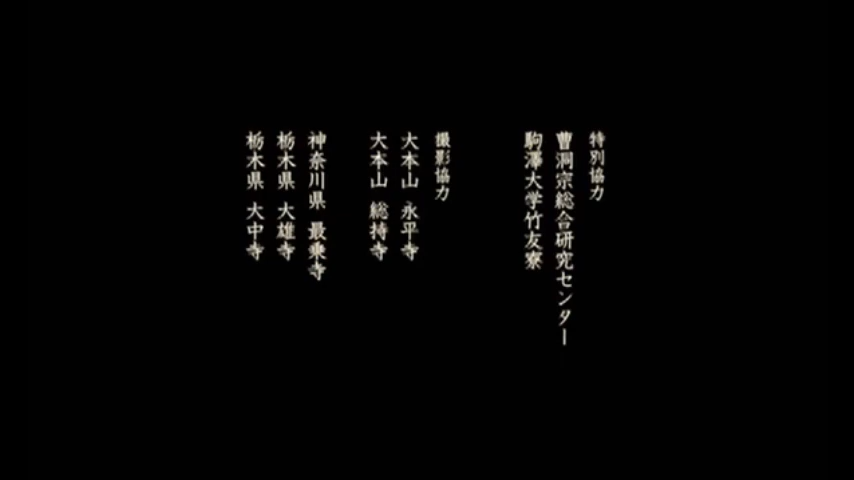 特別協力
曹洞宗総合研究センター
駒澤大学竹友寮
撮影協力
大本山 永平寺
大本山 總持寺
神奈川県 最乗寺
栃木県 大雄寺
栃木県 大中寺